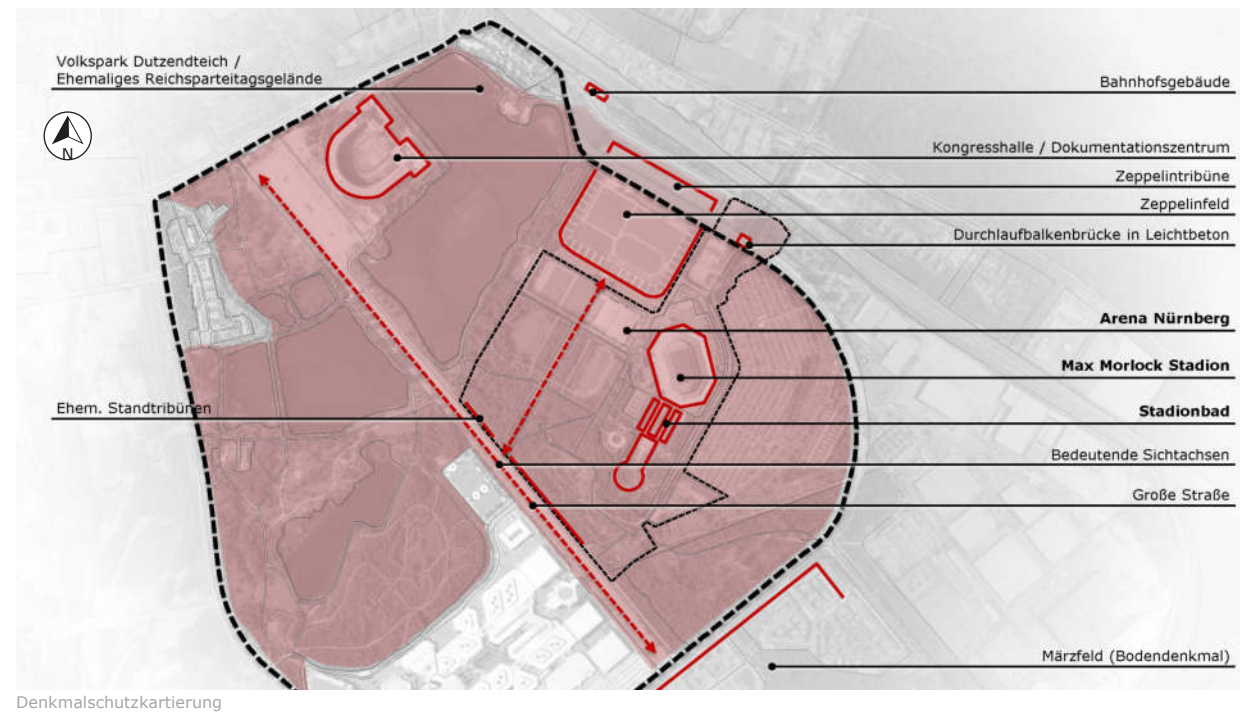 Volkspark Dutzendteich /
Ehemaliges Reichsparteitagsgelände
N
Ehem. Standtribünen
Bahnhofsgebäude
Kongresshalle / Dokumentationszentrum
Zeppelintribüne
Zeppelinfeld
Durchlaufbalkenbrücke in Leichtbeton
Arena Nürnberg
Max Morlock Stadion
Stadionbad
Bedeutende Sichtachsen
Große Straße
Märzfeld (Bodendenkmal)
Denkmalschutzkartierung